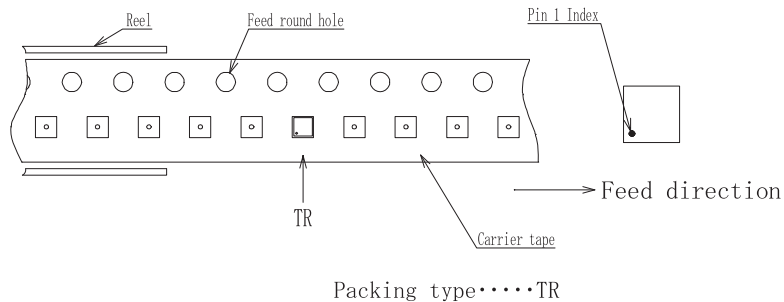 Reel
Feed round hole
Pin 1 Index
Feed direction
TR
Carrier tape
Packing type·····TR